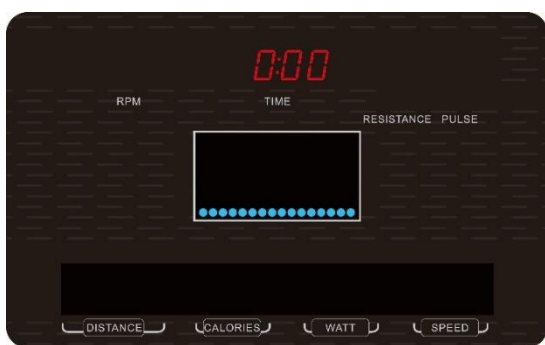 0:00
RPM TIME
RESISTANCE PULSE
DISTANCE CALORIES WATT SPEED